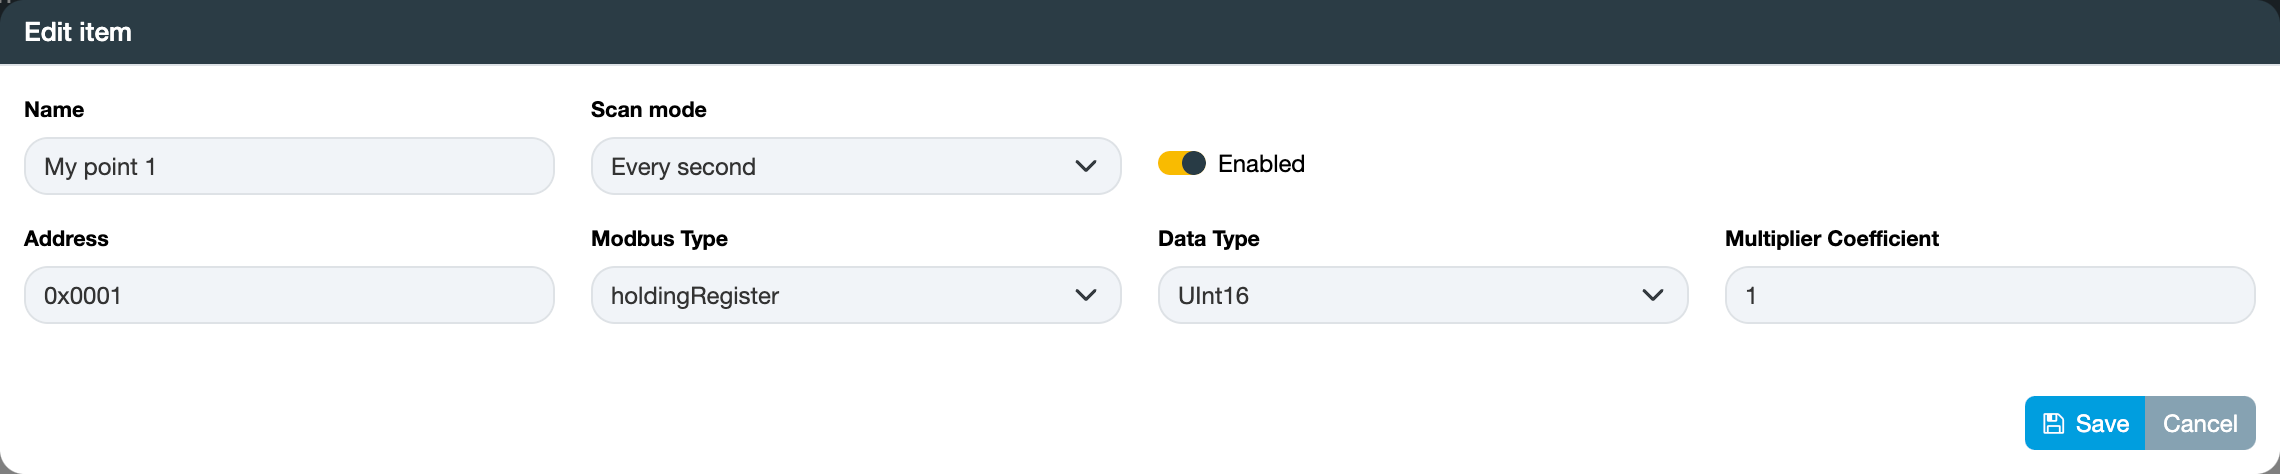 Edit item
Name
Scan mode
My point 1
Every second
Enabled
Address
Modbus Type
Data Type
Multiplier Coefficient
0x0001
holdingRegister
UInt16
1
Save
Cancel